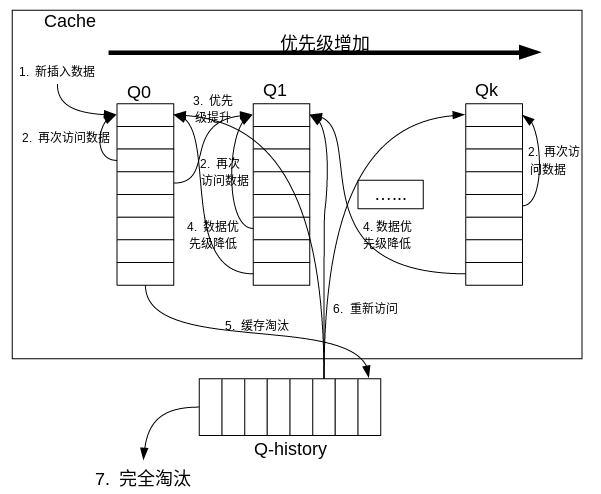 Cache
优先级增加
1. 新插入数据
Q0
Q1
Qk
3. 优先
级提升
2. 再次访问数据
2. 再次
访问数据
2. 再次访
问数据
……
4. 数据优
先级降低
4. 数据优
先级降低
6. 重新访问
5. 缓存淘汰
Q-history
7. 完全淘汰